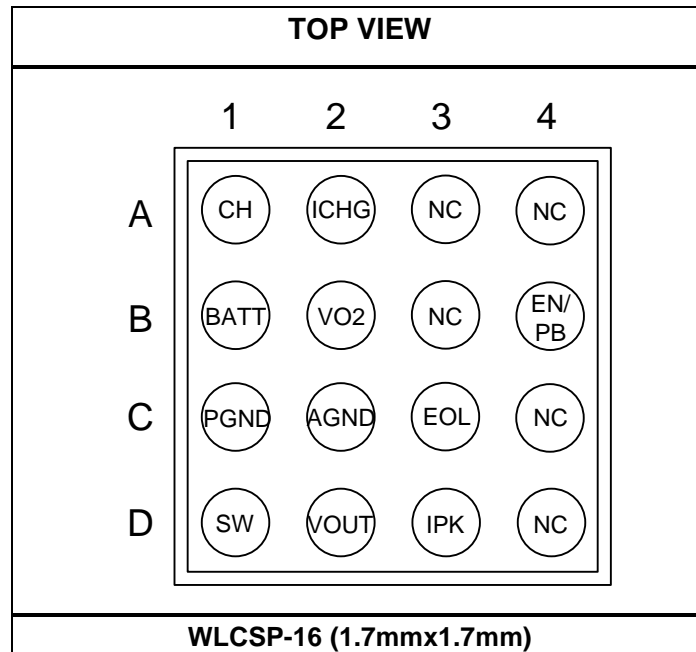 TOP VIEW
1 2 3 4
A CH ICHG NC NC
B BATT VO2 NC EN/
PB
C PGND AGND EOL NC
D SW VOUT IPK NC
WLCSP-16 (1.7mmx1.7mm)